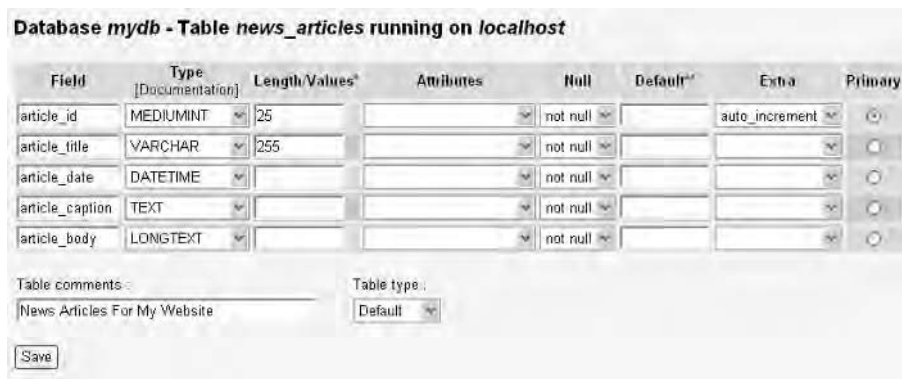 Database mydb - Table news_articles running on localhost
Field Type Length/Values* Attributes Null Default** Extra Primary
[Documentation]
article_id MEDIUMINT 25 not null auto_increment
article_title VARCHAR 255 not null
article_date DATETIME not null
article_caption TEXT not null
article_body LONGTEXT not null
Table comments : Table type :
News Articles For My Website Default
Save